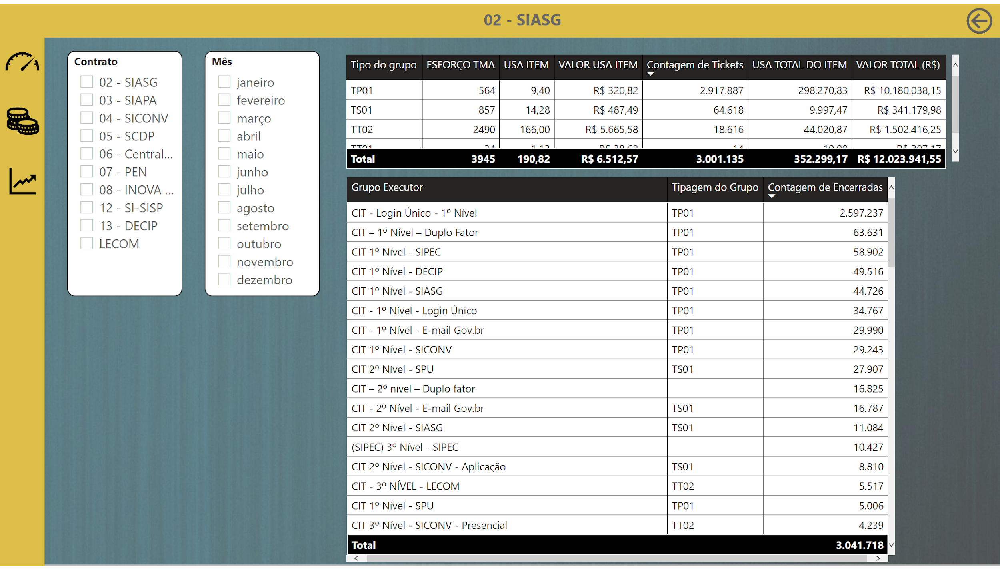 02 - SIASG
Contrato
02 - SIASG
03 - SIAPA
04 - SICONV
05 - SCDP
06 - Central...
07 - PEN
08 - INOVA ...
12 - SI-SISP
13 - DECIP
LECOM
Mês
janeiro
fevereiro
março
abril
maio
junho
julho
agosto
setembro
outubro
novembro
dezembro
Tipo do grupo ESFORÇO TMA USA ITEM VALOR USA ITEM Contagem de Tickets USA TOTAL DO ITEM VALOR TOTAL (R$)
TP01 564 9,40 R$ 320,82 2.917.887 298.270,83 R$ 10.180.038,15
TS01 857 14,28 R$ 487,49 64.618 9.997,47 R$ 341.179,98
TT02 2490 166,00 R$ 5.665,58 18.616 44.020,87 R$ 1.502.416,25
Total 3945 190,82 R$ 6.512,57 3.001.135 352.299,17 R$ 12.023.941,55
Grupo Executor Tipagem do Grupo Contagem de Encerradas
CIT - Login Único - 1º Nível TP01 2.597.237
CIT – 1º Nível – Duplo Fator TP01 63.631
CIT 1º Nível - SIPEC TP01 58.902
CIT 1º Nível - DECIP TP01 49.516
CIT 1º Nível - SIASG TP01 44.726
CIT - 1º Nível - Login Único TP01 34.767
CIT - 1º Nível - E-mail Gov.br TP01 29.990
CIT 1º Nível - SICONV TP01 29.243
CIT 2º Nível - SPU TS01 27.907
CIT – 2º nível – Duplo fator 16.825
CIT - 2º Nível - E-mail Gov.br TS01 16.787
CIT 2º Nível - SIASG TS01 11.084
(SIPEC) 3º Nível - SIPEC 10.427
CIT 2º Nível - SICONV - Aplicação TS01 8.810
CIT - 3º NÍVEL - LECOM TT02 5.517
CIT 1º Nível - SPU TP01 5.006
CIT 3º Nível - SICONV - Presencial TT02 4.239
Total 3.041.718